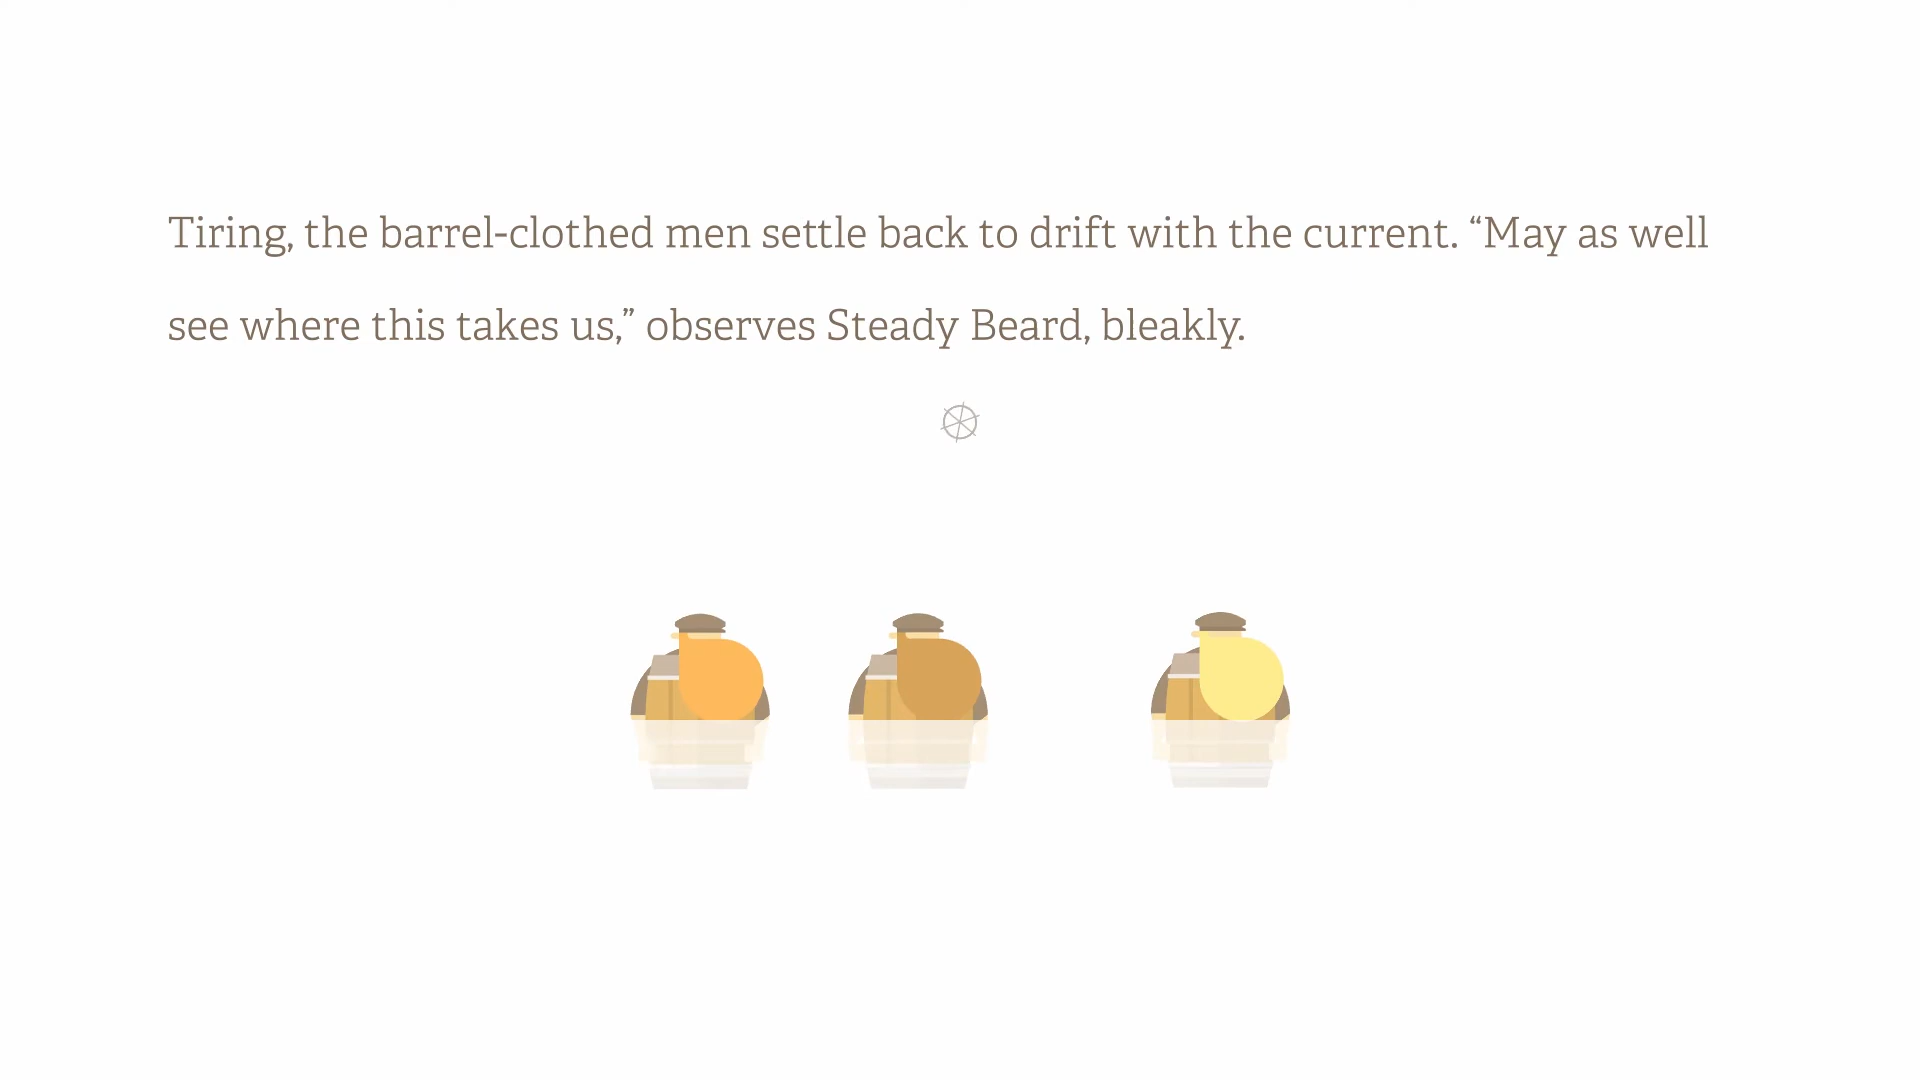 Tiring, the barrel-clothed men settle back to drift with the current. “May as well
see where this takes us,” observes Steady Beard, bleakly.